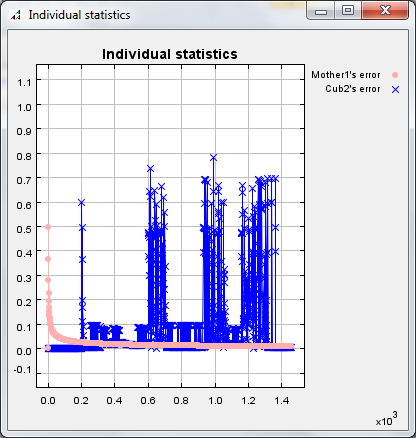 Individual statistics
Individual statistics
Mother1's error
Cub2's error
1.1
1.0
0.9
0.8
0.7
0.6
0.5
0.4
0.3
0.2
0.1
0.0
-0.1
0.0 0.2 0.4 0.6 0.8 1.0 1.2 1.4
x10³